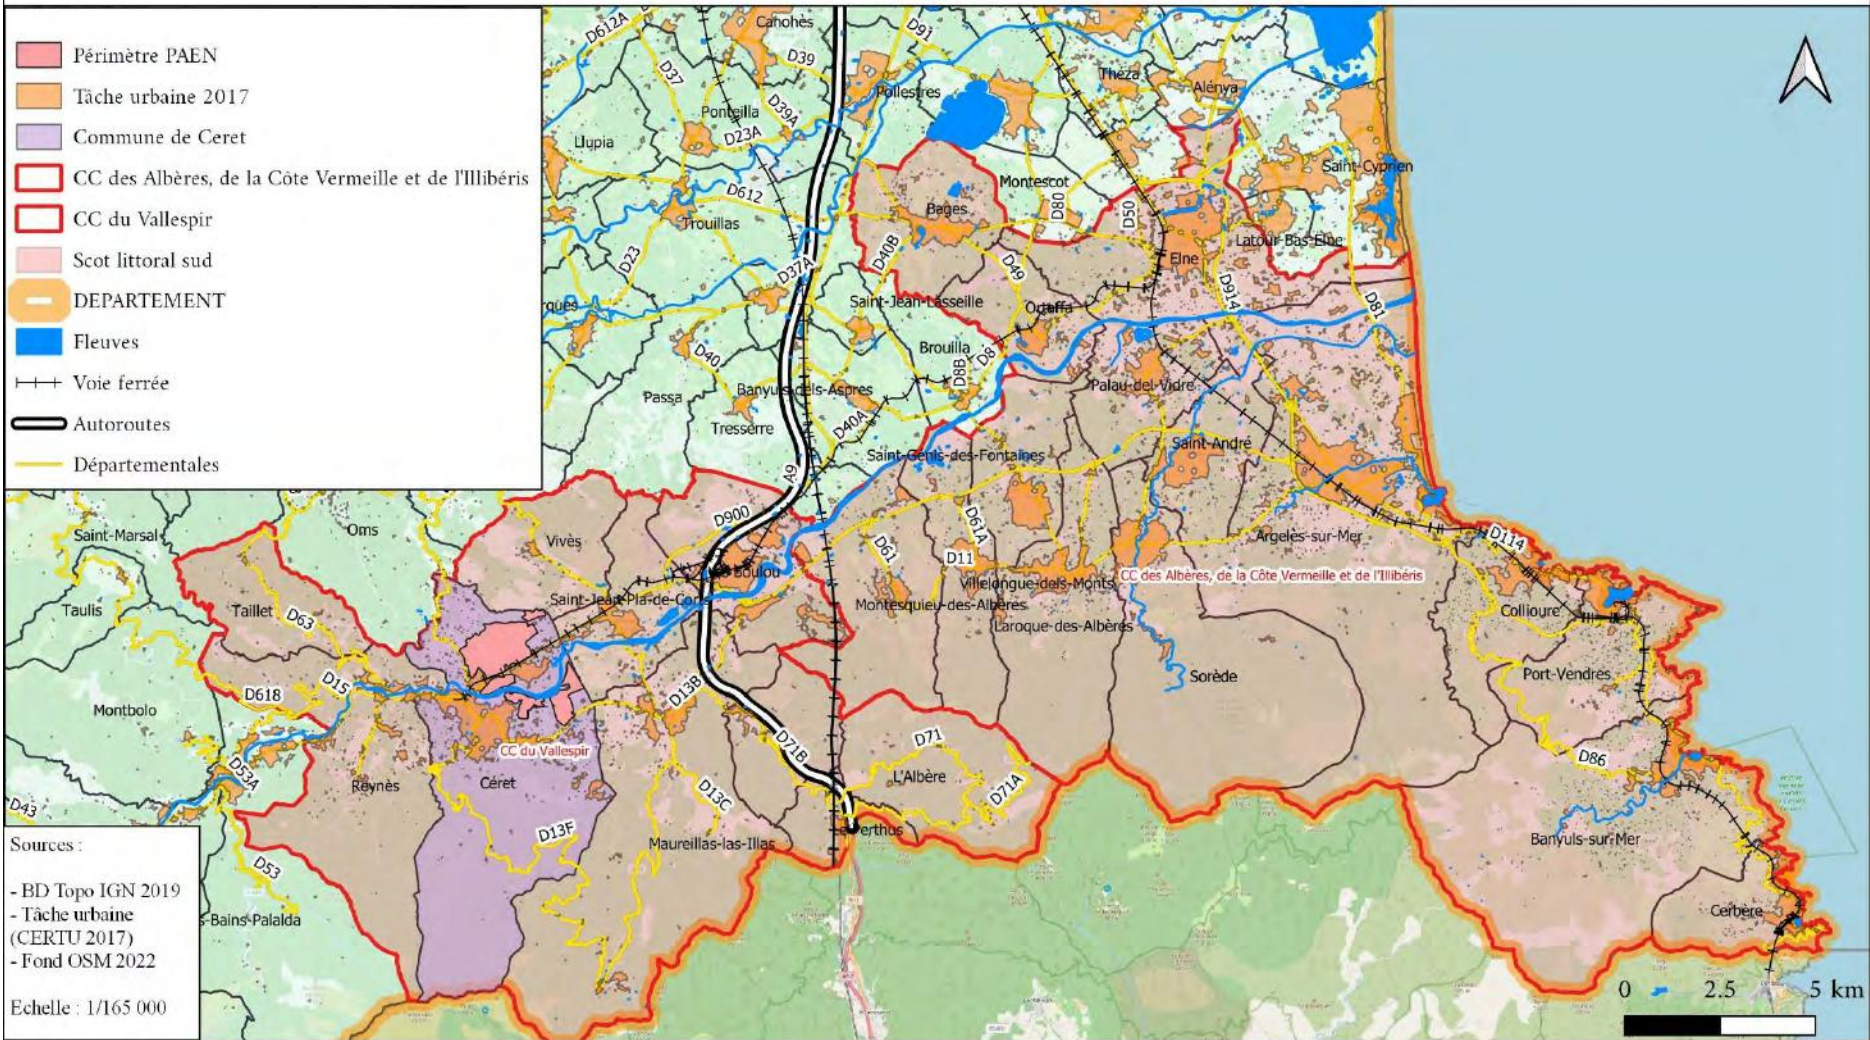 Périmètre PAEN
Tâche urbaine 2017
Commune de Ceret
CC des Albères, de la Côte Vermeille et de l'Illibéris
CC du Vallespir
Scot littoral sud
DEPARTEMENT
Fleuves
Voie ferrée
Autoroutes
Départementales
D612A
Canohès
D91
D37
D39
Pollestres
Théza
Alénya
Ponteilla
D39A
D23A
Llupia
Saint-Cyprien
Montescot
D612
D80
D50
Trouillas
Bages
Latour-Bas-Elne
D23
D40B
D49
Elne
D37A
D914
D81
Saint-Jean-Lasseille
Ortaffa
Brouilla
D8
D8B
D40
Palau-del-Vidre
Banyuls-dels-Aspres
Passa
Tresserre
D40A
Saint-André
Saint-Génis-des-Fontaines
A9
D900
D61A
Oms
Saint-Marsal
Vivès
D61
D11
Argelès-sur-Mer
D114
Boulou
Villelongue-dels-Monts
CC des Albères, de la Côte Vermeille et de l'Illibéris
Taulis
Taillet
D63
Saint-Jean-Pla-de-Corts
Montesquieu-des-Albères
Collioure
Laroque-des-Albères
D15
D618
D13B
Sorède
Port-Vendres
Montbolo
CC du Vallespir
D71B
D71
D86
D53A
Reynès
Céret
L'Albère
D71A
D13C
D43
D13F
Maureillas-las-Illas
Perthus
Banyuls-sur-Mer
D53
s-Bains-Palalda
Cerbère
Sources :
- BD Topo IGN 2019
- Tâche urbaine
(CERTU 2017)
- Fond OSM 2022
Echelle : 1/165 000
0 2.5 5 km